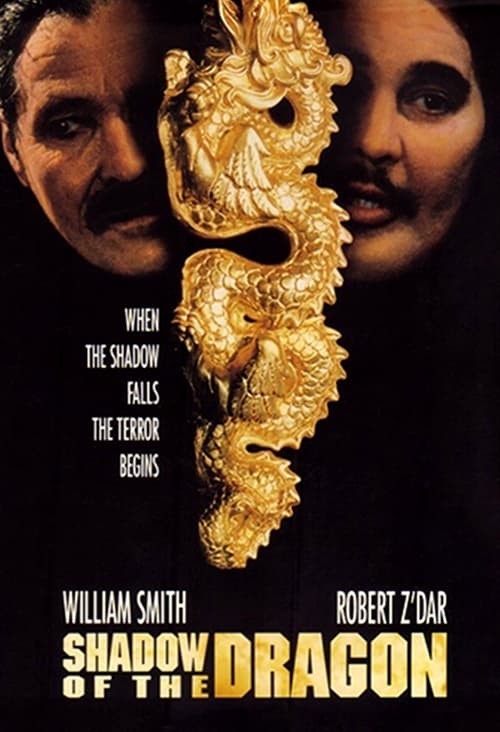 WHEN
THE SHADOW
FALLS
THE TERROR
BEGINS
WILLIAM SMITH
ROBERT Z'DAR
SHADOW
OF THE DRAGON